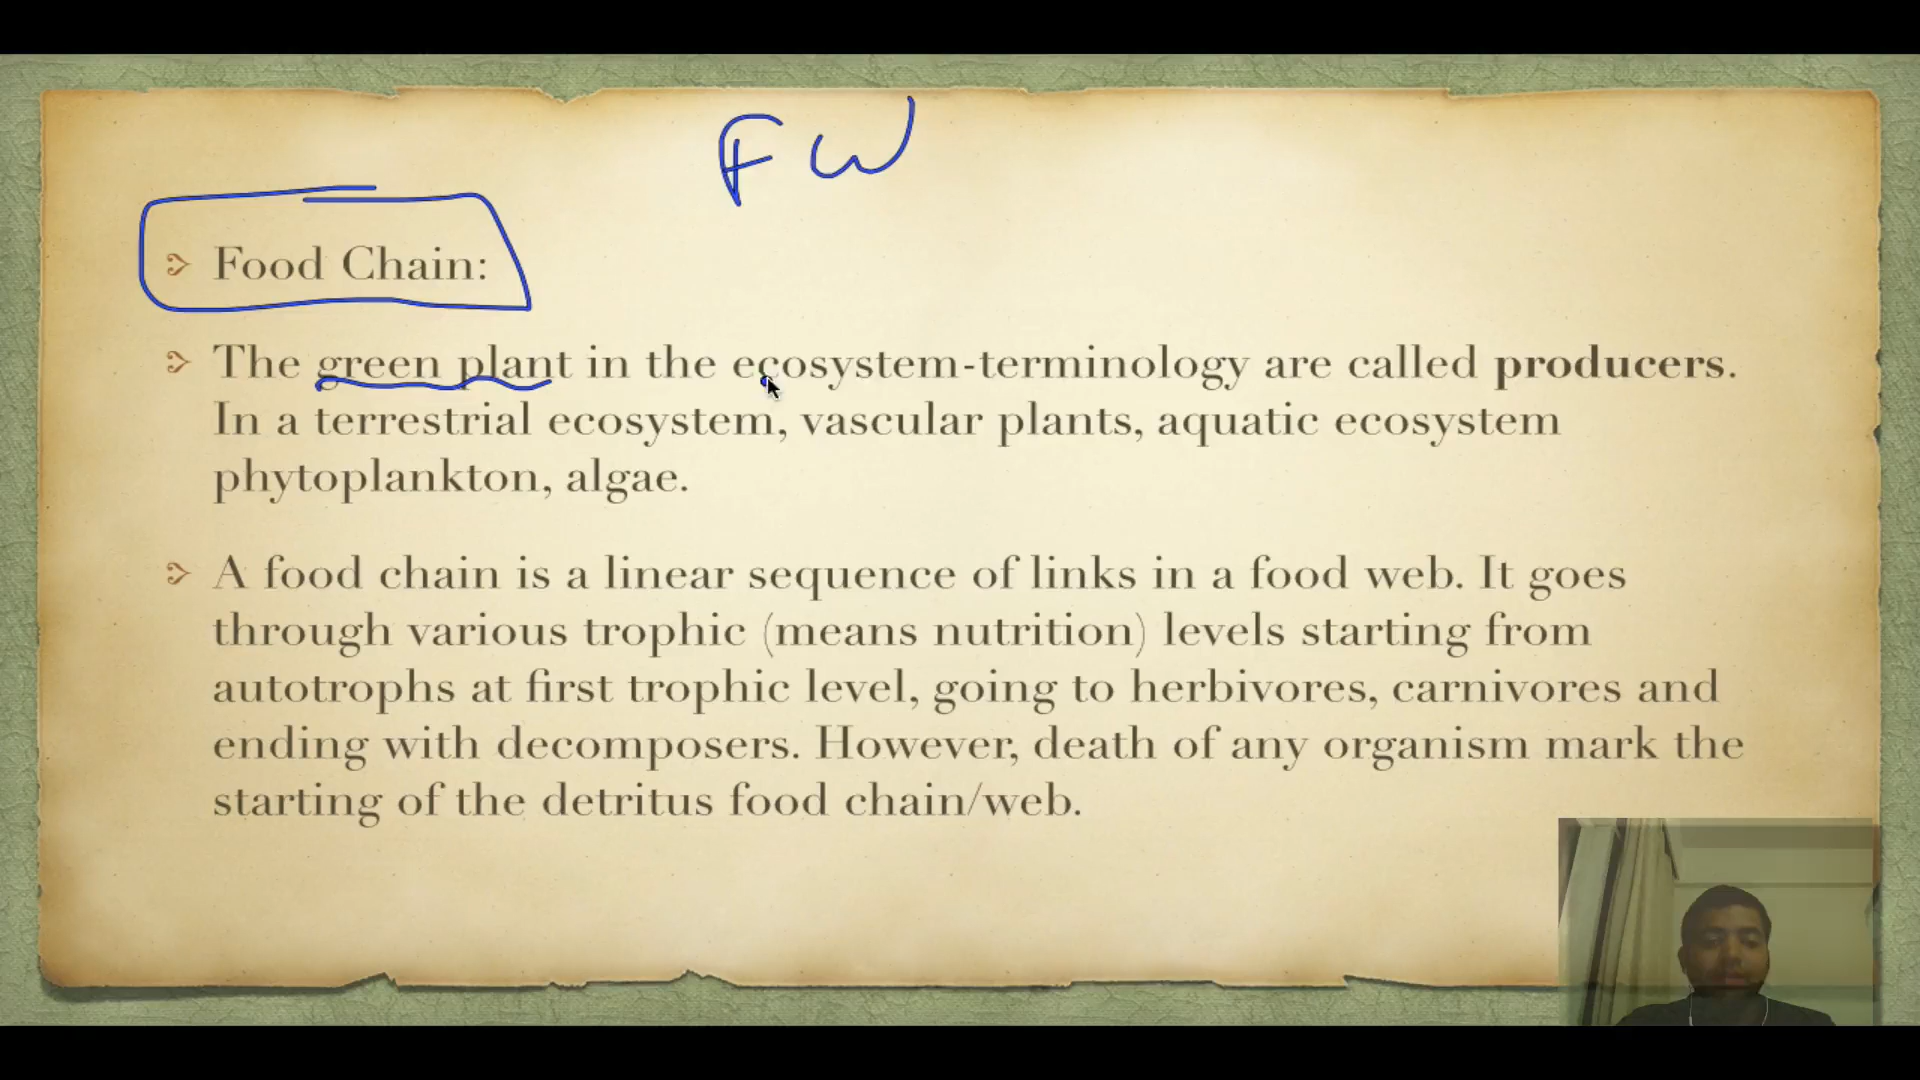 FW
Food Chain:
The green plant in the ecosystem-terminology are called producers.
In a terrestrial ecosystem, vascular plants, aquatic ecosystem
phytoplankton, algae.
A food chain is a linear sequence of links in a food web. It goes
through various trophic (means nutrition) levels starting from
autotrophs at first trophic level, going to herbivores, carnivores and
ending with decomposers. However, death of any organism mark the
starting of the detritus food chain/web.